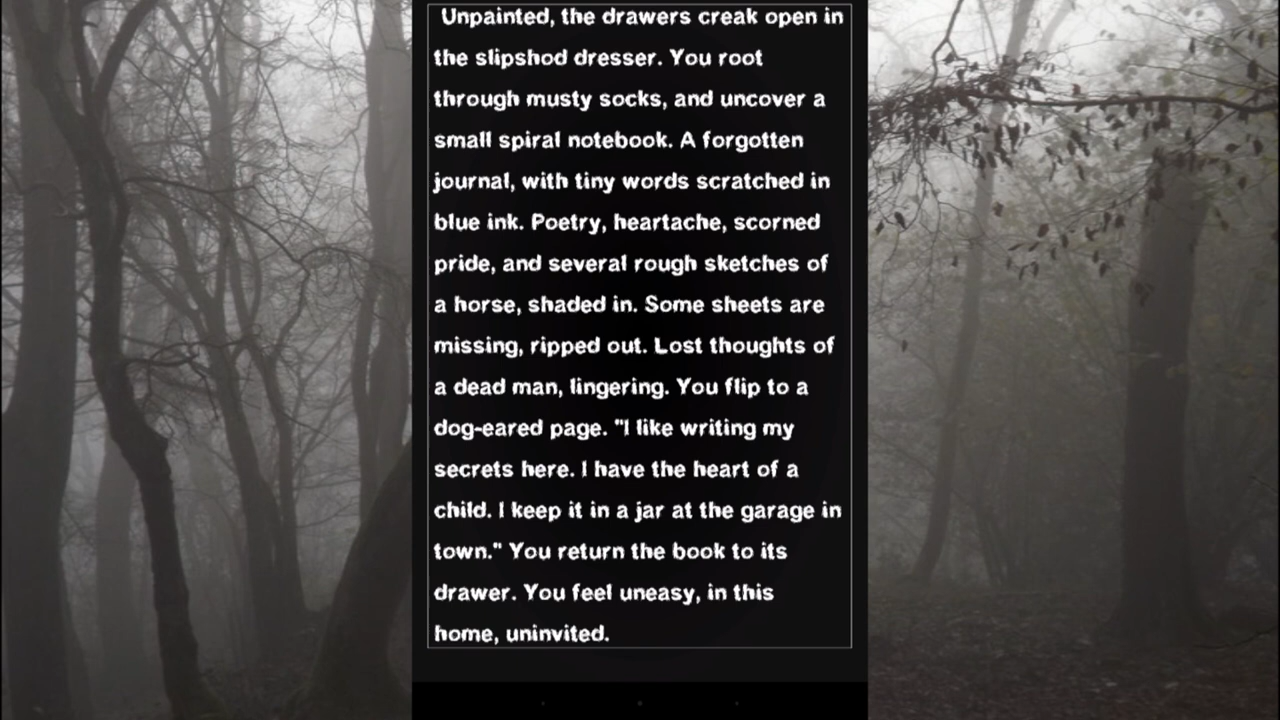 Unpainted, the drawers creak open in
the slipshod dresser. You root
through musty socks, and uncover a
small spiral notebook. A forgotten
journal, with tiny words scratched in
blue ink. Poetry, heartache, scorned
pride, and several rough sketches of
a horse, shaded in. Some sheets are
missing, ripped out. Lost thoughts of
a dead man, lingering. You flip to a
dog-eared page. "I like writing my
secrets here. I have the heart of a
child. I keep it in a jar at the garage in
town." You return the book to its
drawer. You feel uneasy, in this
home, uninvited.